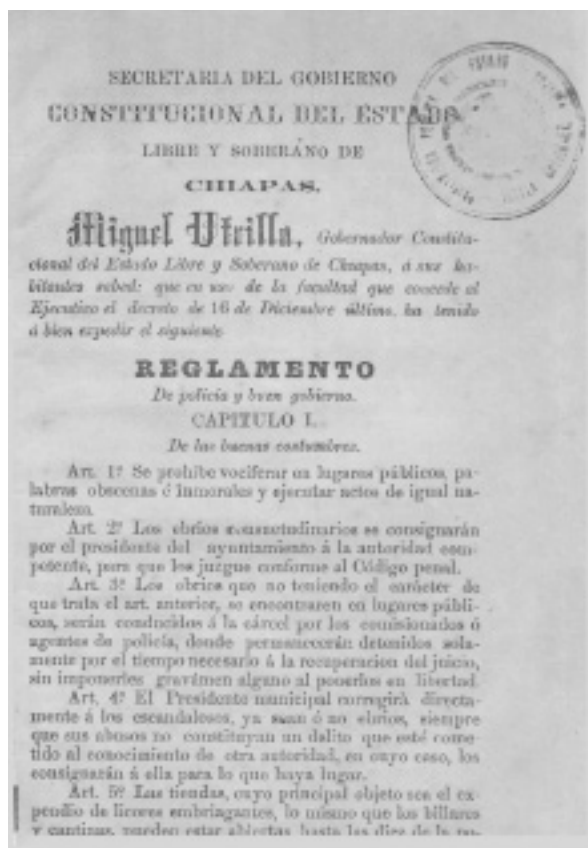 SECRETARIA DEL GOBIERNO
CONSTITUCIONAL DEL ESTADO
LIBRE Y SOBERANO DE
CHIAPAS.
Miguel Utrilla, Gobernador Constitu-
cional del Estado Libre y Soberano de Chiapas, á sus ha-
bitantes sabed: que en uso de la facultad que concede al
Ejecutivo el decreto de 16 de Diciembre último, ha tenido
á bien expedir el siguiente
REGLAMENTO
De policía y buen gobierno.
CAPITULO I.
De las buenas costumbres.
Art. 1º Se prohibe vociferar en lugares públicos, pa-
labras obscenas ó inmorales y ejecutar actos de igual na-
turaleza.
Art. 2º Los ebrios consuetudinarios se consignarán
por el presidente del ayuntamiento á la autoridad com-
petente, para que los juzgue conforme al Código penal.
Art. 3º Los ebrios que no teniendo el carácter de
que trata el art. anterior, se encontraren en lugares públi-
cos, serán conducidos á la cárcel por los comisionados ó
agentes de policía, donde permanecerán detenidos sola-
mente por el tiempo necesario á la recuperacion del juicio,
sin imponerles gravámen alguno al ponerlos en libertad.
Art. 4º El Presidente municipal corregirá directa-
mente á los escandalosos, ya sean ó no ebrios, siempre
que sus abusos no constituyan un delito que esté come-
tido al conocimiento de otra autoridad, en cuyo caso, los
consignarán á ella para lo que haya lugar.
Art. 5º Las tiendas, cuyo principal objeto sea el ex-
pendio de licores embriagantes, lo mismo que los billares
y cantinas, pueden estar abiertas hasta las diez de la no-